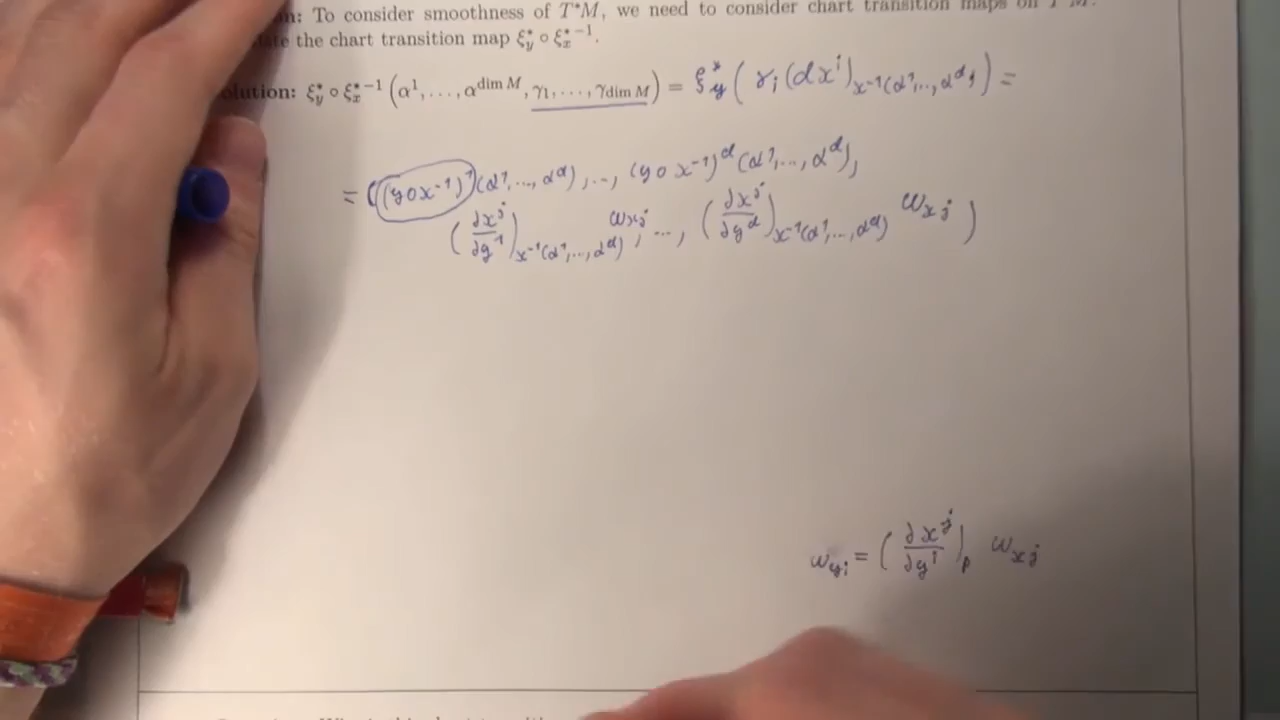 To consider smoothness of T*M, we need to consider chart transition maps on
the chart transition map ξ*_y ∘ ξ*_x^{-1}.
ξ*_y ∘ ξ*_x^{-1} (α^1, . . . , α^{dim M}, γ_1, . . . , γ_{dim M}) = ξ*_y ( γ_i (dx^i)_{x^{-1}(α^1,...,α^d)} ) =
= ((y∘x^{-1})^1 (α^1,...,α^d), ..., (y∘x^{-1})^d (α^1,...,α^d),
(∂x^j/∂y^1)_{x^{-1}(α^1,...,α^d)} ω_{xj}, ..., (∂x^j/∂y^d)_{x^{-1}(α^1,...,α^d)} ω_{xj} )
ω_{yi} = (∂x^j/∂y^i)_p ω_{xj}